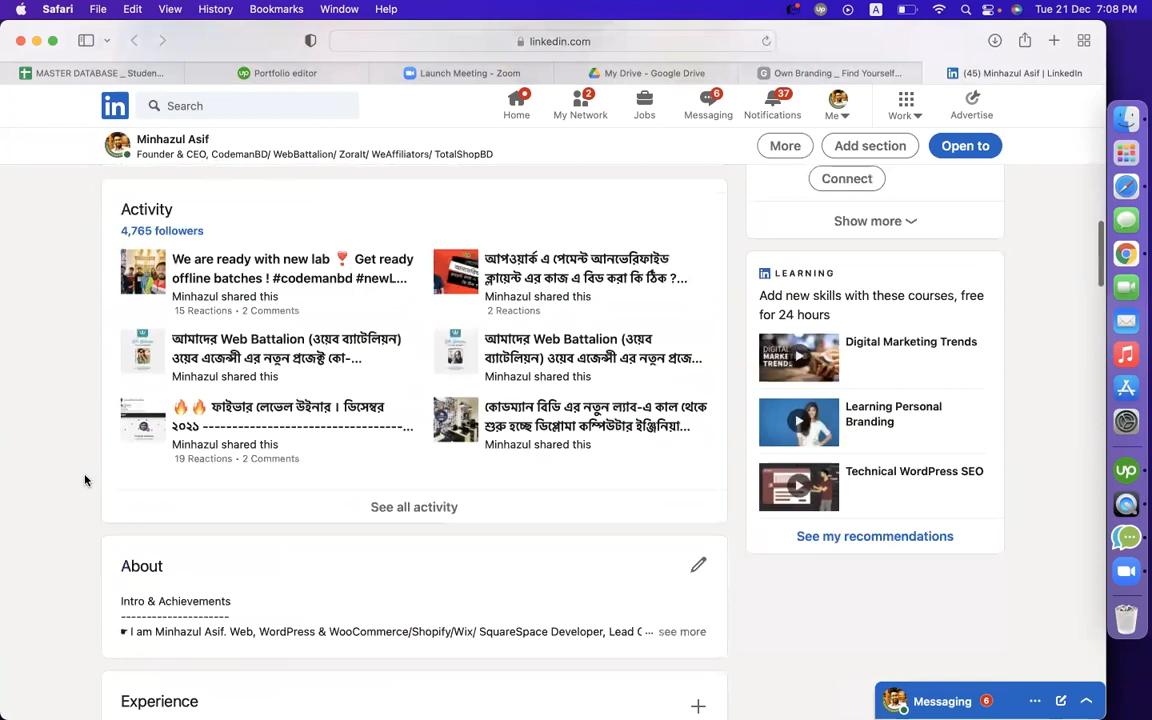 Safari File Edit View History Bookmarks Window Help Tue 21 Dec 7:08 PM
linkedin.com
MASTER DATABASE _ Studen... Portfolio editor Launch Meeting - Zoom My Drive - Google Drive Own Branding _ Find Yourself... (45) Minhazul Asif | LinkedIn
in Search Home 2 My Network Jobs 6 Messaging 37 Notifications Me Work Advertise
Minhazul Asif
Founder & CEO, CodemanBD/ WebBattalion/ Zoralt/ WeAffiliators/ TotalShopBD
More Add section Open to
Connect
Show more
Activity
4,765 followers
We are ready with new lab ❣️ Get ready
offline batches ! #codemanbd #newL...
Minhazul shared this
15 Reactions • 2 Comments
আপওয়ার্ক এ পেমেন্ট আনভেরিফাইড
ক্লায়েন্ট এর কাজ এ বিড করা কি ঠিক ?...
Minhazul shared this
2 Reactions
আমাদের Web Battalion (ওয়েব ব্যাটেলিয়ন)
ওয়েব এজেন্সী এর নতুন প্রজেক্ট কো-...
Minhazul shared this
আমাদের Web Battalion (ওয়েব
ব্যাটেলিয়ন) ওয়েব এজেন্সী এর নতুন প্রজে...
Minhazul shared this
🔥🔥 ফাইভার লেভেল উইনার । ডিসেম্বর
২০২১ ---------------------------------...
Minhazul shared this
19 Reactions • 2 Comments
কোডম্যান বিডি এর নতুন ল্যাব-এ কাল থেকে
শুরু হচ্ছে ডিপ্লোমা কম্পিউটার ইঞ্জিনিয়া...
Minhazul shared this
See all activity
in LEARNING
Add new skills with these courses, free
for 24 hours
DIGITAL
MARKE
TRENDS
Digital Marketing Trends
Learning Personal
Branding
Technical WordPress SEO
See my recommendations
About
Intro & Achievements
---------------------
☛ I am Minhazul Asif. Web, WordPress & WooCommerce/Shopify/Wix/ SquareSpace Developer, Lead C ... see more
Experience
Messaging 6